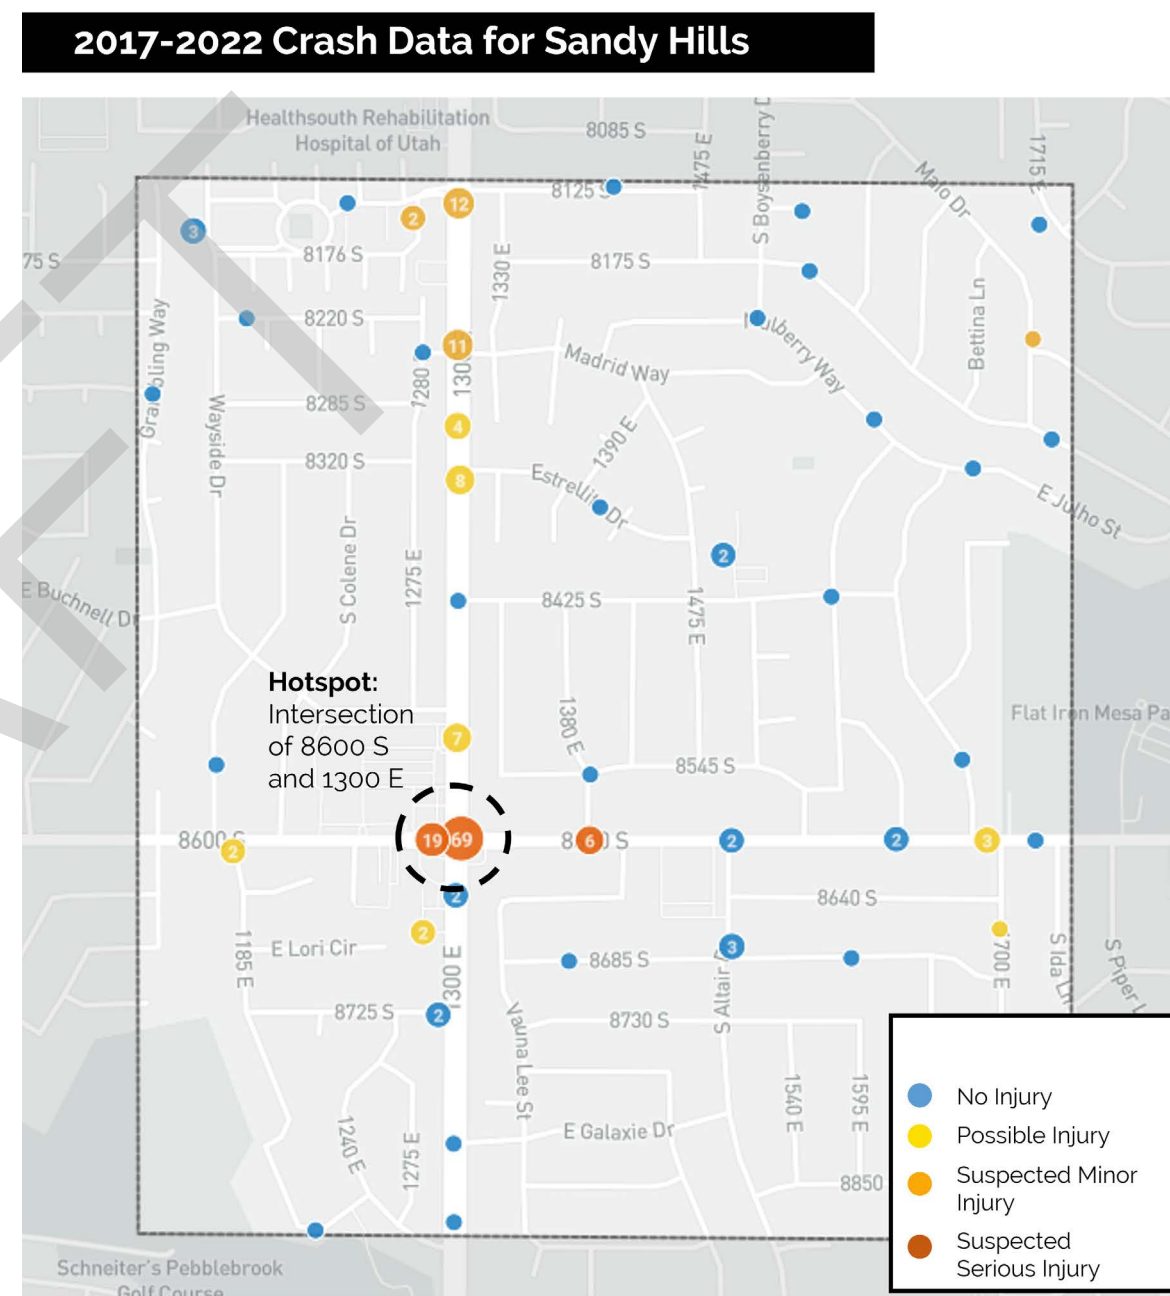 2017-2022 Crash Data for Sandy Hills
Healthsouth Rehabilitation
Hospital of Utah
8085 S
1475 E
S Boysenberry
Malo Dr
1715 E
8125 S
12
2
3
75 S
8176 S
1330 E
8175 S
Bettina Ln
8220 S
Mulberry Way
Grambling Way
11
1300
1280
Madrid Way
8285 S
Wayside Dr
4
1390 E
8320 S
8
Estrellita Dr
E Julho St
S Colene Dr
1275 E
2
E Buchnell Dr
8425 S
1475 E
Hotspot:
Intersection
of 8600 S
and 1300 E
1380 E
7
8545 S
Flat Iron Mesa Pa
8600 S
2
19
69
6
2
2
3
2
8640 S
2
1185 E
E Lori Cir
1300 E
8685 S
3
S Altair
1700 E
S Ida Ln
S Piper L
8725 S
2
Vauna Lee St
8730 S
1540 E
1595 E
1240 E
1275 E
E Galaxie Dr
8850
Schneiter's Pebblebrook
Golf Course
No Injury
Possible Injury
Suspected Minor
Injury
Suspected
Serious Injury